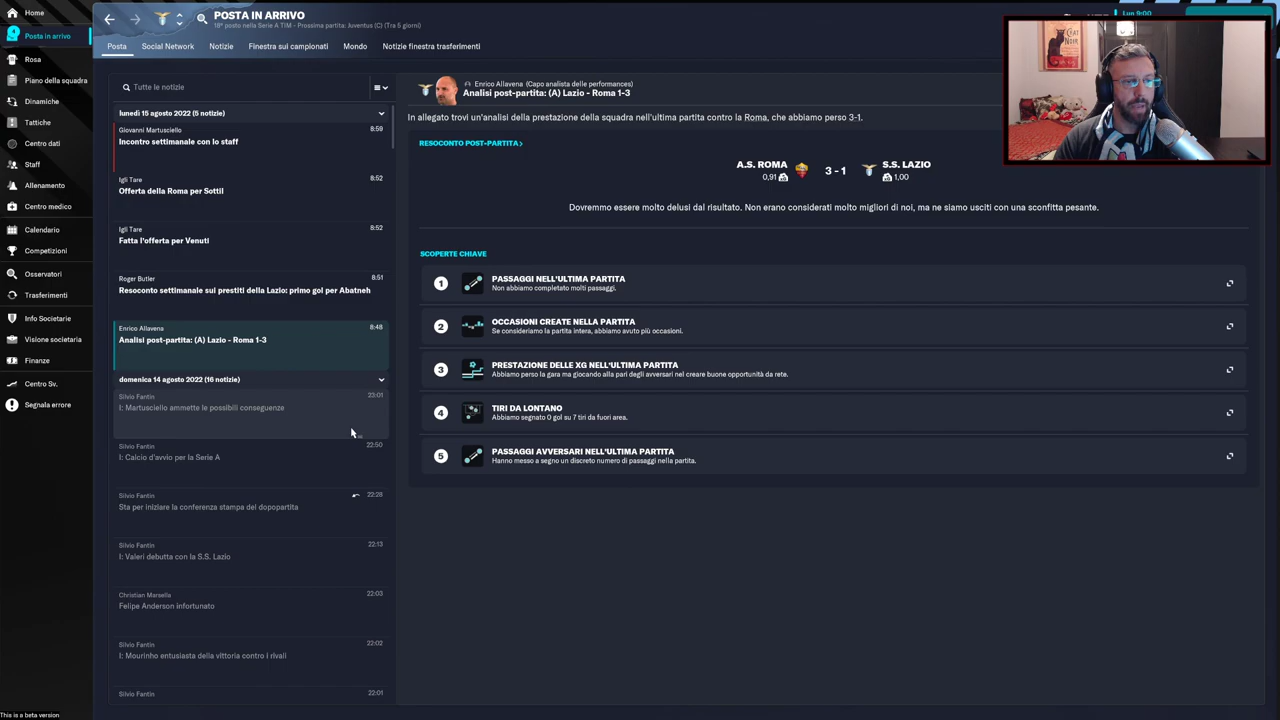 Home
Posta in arrivo
Rosa
Piano della squadra
Dinamiche
Tattiche
Centro dati
Staff
Allenamento
Centro medico
Calendario
Competizioni
Osservatori
Trasferimenti
Info Societarie
Visione societaria
Finanze
Centro Sv.
Segnala errore
This is a beta version
POSTA IN ARRIVO
18° posto nella Serie A TIM - Prossima partita: Juventus (C) (Tra 5 giorni)
Lun 9:00
Posta
Social Network
Notizie
Finestra sui campionati
Mondo
Notizie finestra trasferimenti
Tutte le notizie
lunedì 15 agosto 2022 (5 notizie)
Giovanni Martusciello 8:59
Incontro settimanale con lo staff
Igli Tare 8:52
Offerta della Roma per Sottil
Igli Tare 8:52
Fatta l'offerta per Venuti
Roger Butler 8:51
Resoconto settimanale sui prestiti della Lazio: primo gol per Abatneh
Enrico Allavena 8:48
Analisi post-partita: (A) Lazio - Roma 1-3
domenica 14 agosto 2022 (16 notizie)
Silvio Fantin 23:01
I: Martusciello ammette le possibili conseguenze
Silvio Fantin 22:50
I: Calcio d'avvio per la Serie A
Silvio Fantin 22:28
Sta per iniziare la conferenza stampa del dopopartita
Silvio Fantin 22:13
I: Valeri debutta con la S.S. Lazio
Christian Marsella 22:03
Felipe Anderson infortunato
Silvio Fantin 22:02
I: Mourinho entusiasta della vittoria contro i rivali
Silvio Fantin 22:01
Enrico Allavena (Capo analista delle performances)
Analisi post-partita: (A) Lazio - Roma 1-3
In allegato trovi un'analisi della prestazione della squadra nell'ultima partita contro la Roma, che abbiamo perso 3-1.
RESOCONTO POST-PARTITA>
A.S. ROMA 3 - 1 S.S. LAZIO
0,91 1,00
Dovremmo essere molto delusi dal risultato. Non erano considerati molto migliori di noi, ma ne siamo usciti con una sconfitta pesante.
SCOPERTE CHIAVE
1 PASSAGGI NELL'ULTIMA PARTITA
Non abbiamo completato molti passaggi.
2 OCCASIONI CREATE NELLA PARTITA
Se consideriamo la partita intera, abbiamo avuto più occasioni.
3 PRESTAZIONE DELLE XG NELL'ULTIMA PARTITA
Abbiamo perso la gara ma giocando alla pari degli avversari nel creare buone opportunità da rete.
4 TIRI DA LONTANO
Abbiamo segnato 0 gol su 7 tiri da fuori area.
5 PASSAGGI AVVERSARI NELL'ULTIMA PARTITA
Hanno messo a segno un discreto numero di passaggi nella partita.
CHAT
NOIR